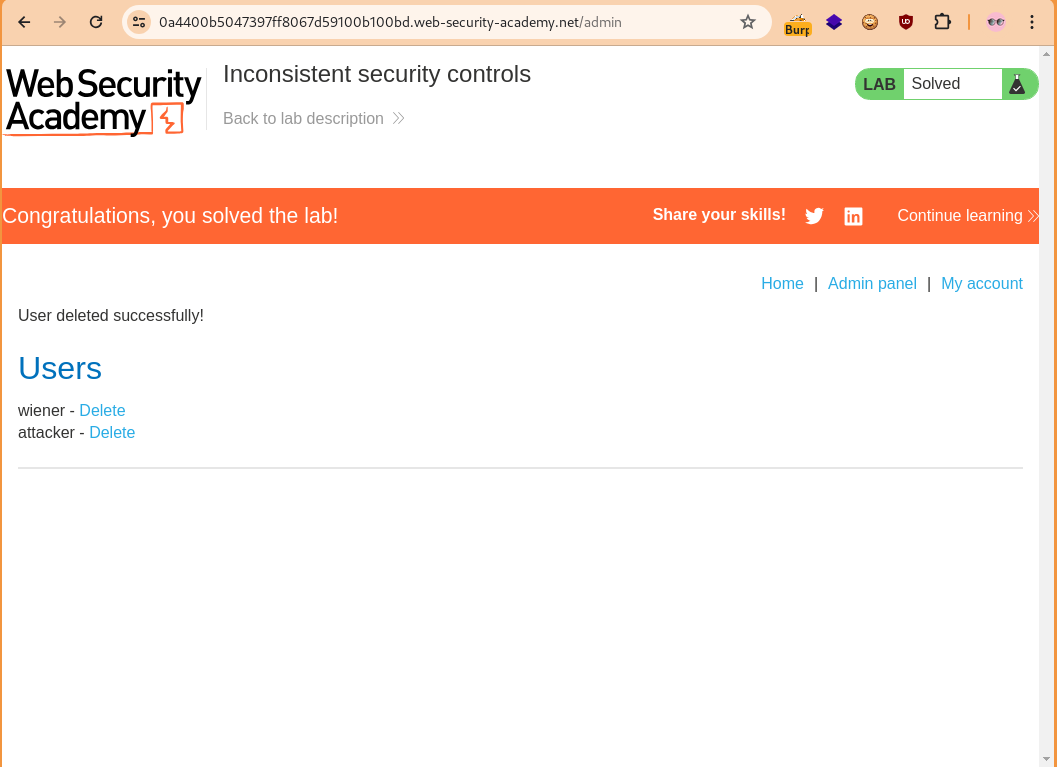 0a4400b5047397ff8067d59100b100bd.web-security-academy.net/admin
Burp
Web Security
Academy
Inconsistent security controls
Back to lab description
LAB Solved
Congratulations, you solved the lab!
Share your skills!
Continue learning
Home | Admin panel | My account
User deleted successfully!
Users
wiener - Delete
attacker - Delete